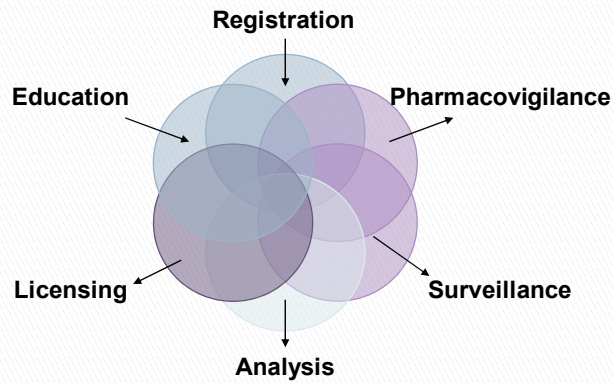 Registration
Education
Pharmacovigilance
Licensing
Surveillance
Analysis